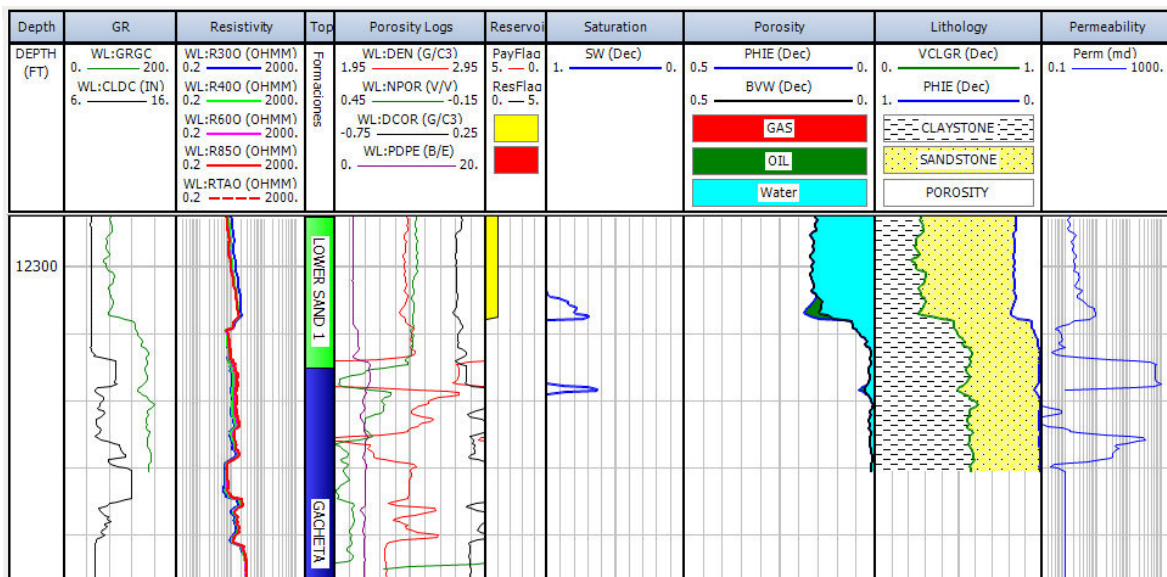 Depth GR Resistivity Top Porosity Logs Reservoi Saturation Porosity Lithology Permeability
DEPTH
(FT)
WL:GRGC
0. 200.
WL:CLDC (IN)
6. 16.
WL:R30O (OHMM)
0.2 2000.
WL:R40O (OHMM)
0.2 2000.
WL:R60O (OHMM)
0.2 2000.
WL:R85O (OHMM)
0.2 2000.
WL:RTAO (OHMM)
0.2 2000.
Formaciones
WL:DEN (G/C3)
1.95 2.95
WL:NPOR (V/V)
0.45 -0.15
WL:DCOR (G/C3)
-0.75 0.25
WL:PDPE (B/E)
0. 20.
PayFlag
5. 0.
ResFlag
0. 5.
SW (Dec)
1. 0.
PHIE (Dec)
0.5 0.
BVW (Dec)
0.5 0.
GAS
OIL
Water
VCLGR (Dec)
0. 1.
PHIE (Dec)
1. 0.
CLAYSTONE
SANDSTONE
POROSITY
Perm (md)
0.1 1000.
12300
LOWER SAND 1
GACHETA